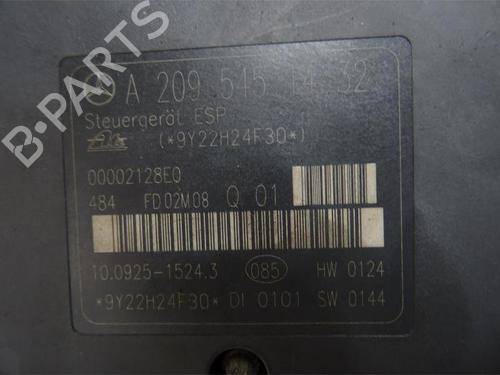 A 209 545 14 32
Steuergerät ESP
Ate (*9Y22H24F30*)
00002128E0
484 FD02M08 Q 01
10.0925-1524.3 085 HW 0124
*9Y22H24F30* DI 0101 SW 0144
B-PARTS